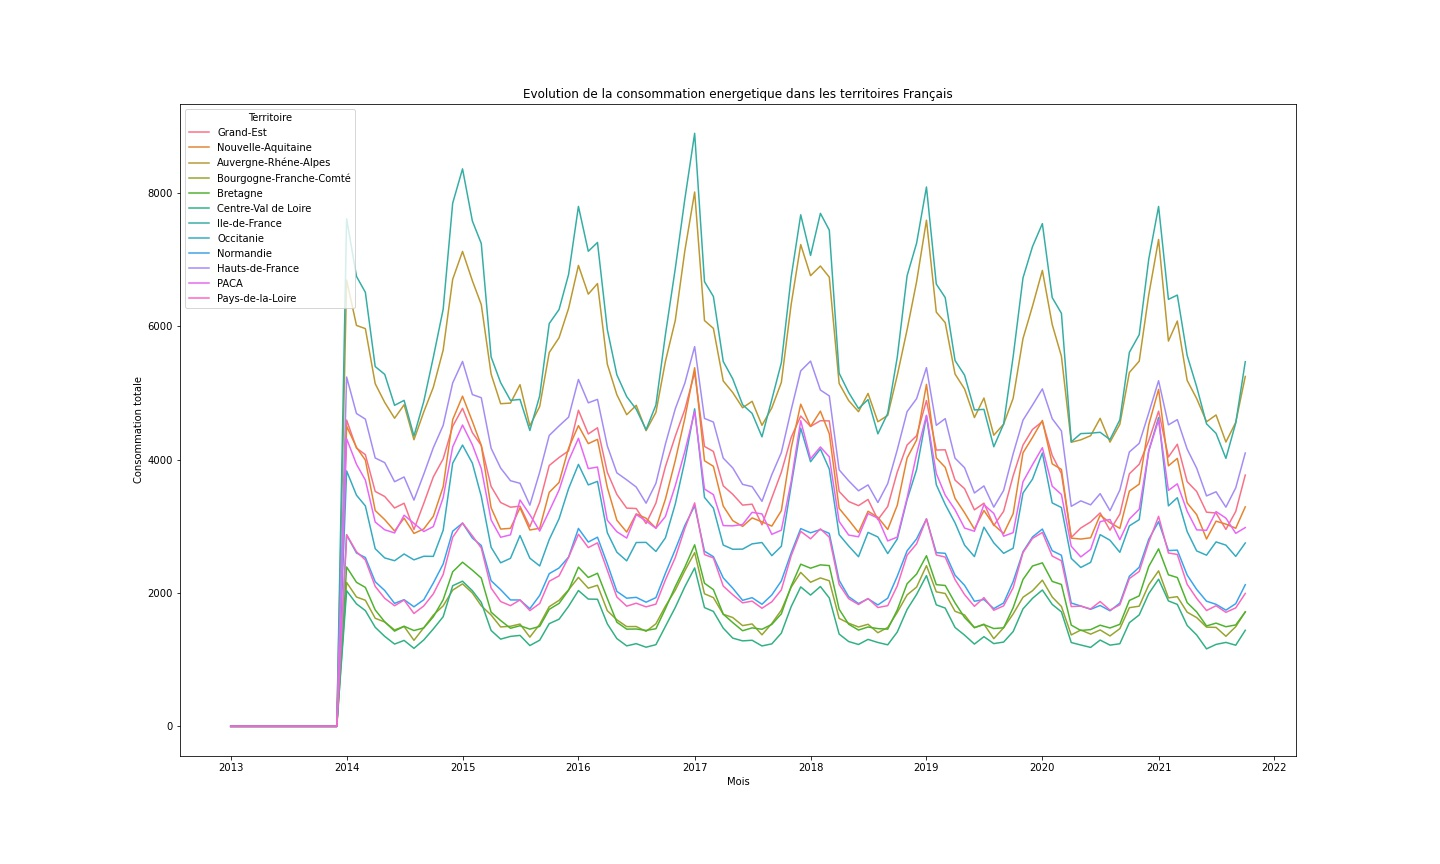 Evolution de la consommation energetique dans les territoires Français
Territoire
Grand-Est
Nouvelle-Aquitaine
Auvergne-Rhéne-Alpes
Bourgogne-Franche-Comté
Bretagne
Centre-Val de Loire
Ile-de-France
Occitanie
Normandie
Hauts-de-France
PACA
Pays-de-la-Loire
Consommation totale
8000
6000
4000
2000
0
2013 2014 2015 2016 2017 2018 2019 2020 2021 2022
Mois